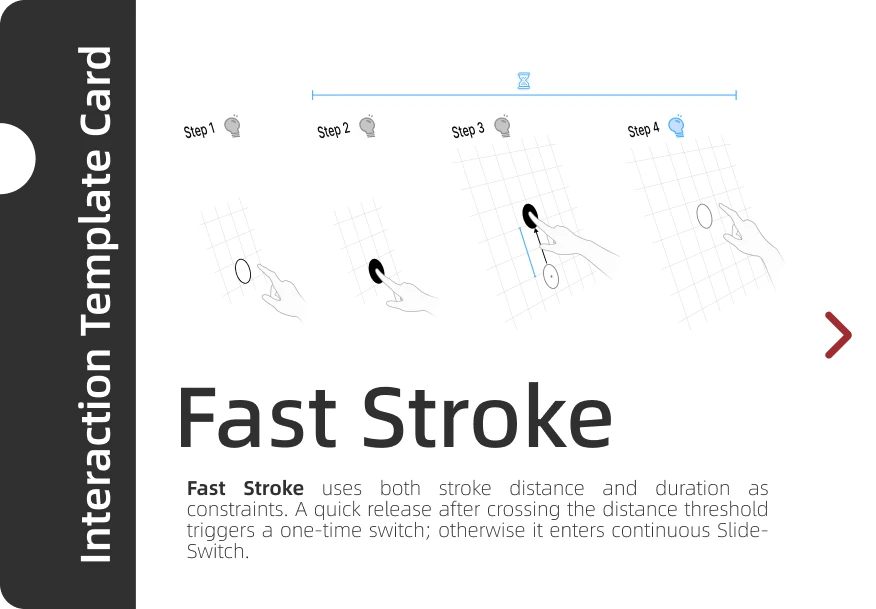 Interaction Template Card
Step 1
Step 2
Step 3
Step 4
Fast Stroke
Fast Stroke uses both stroke distance and duration as
constraints. A quick release after crossing the distance threshold
triggers a one-time switch; otherwise it enters continuous Slide-
Switch.